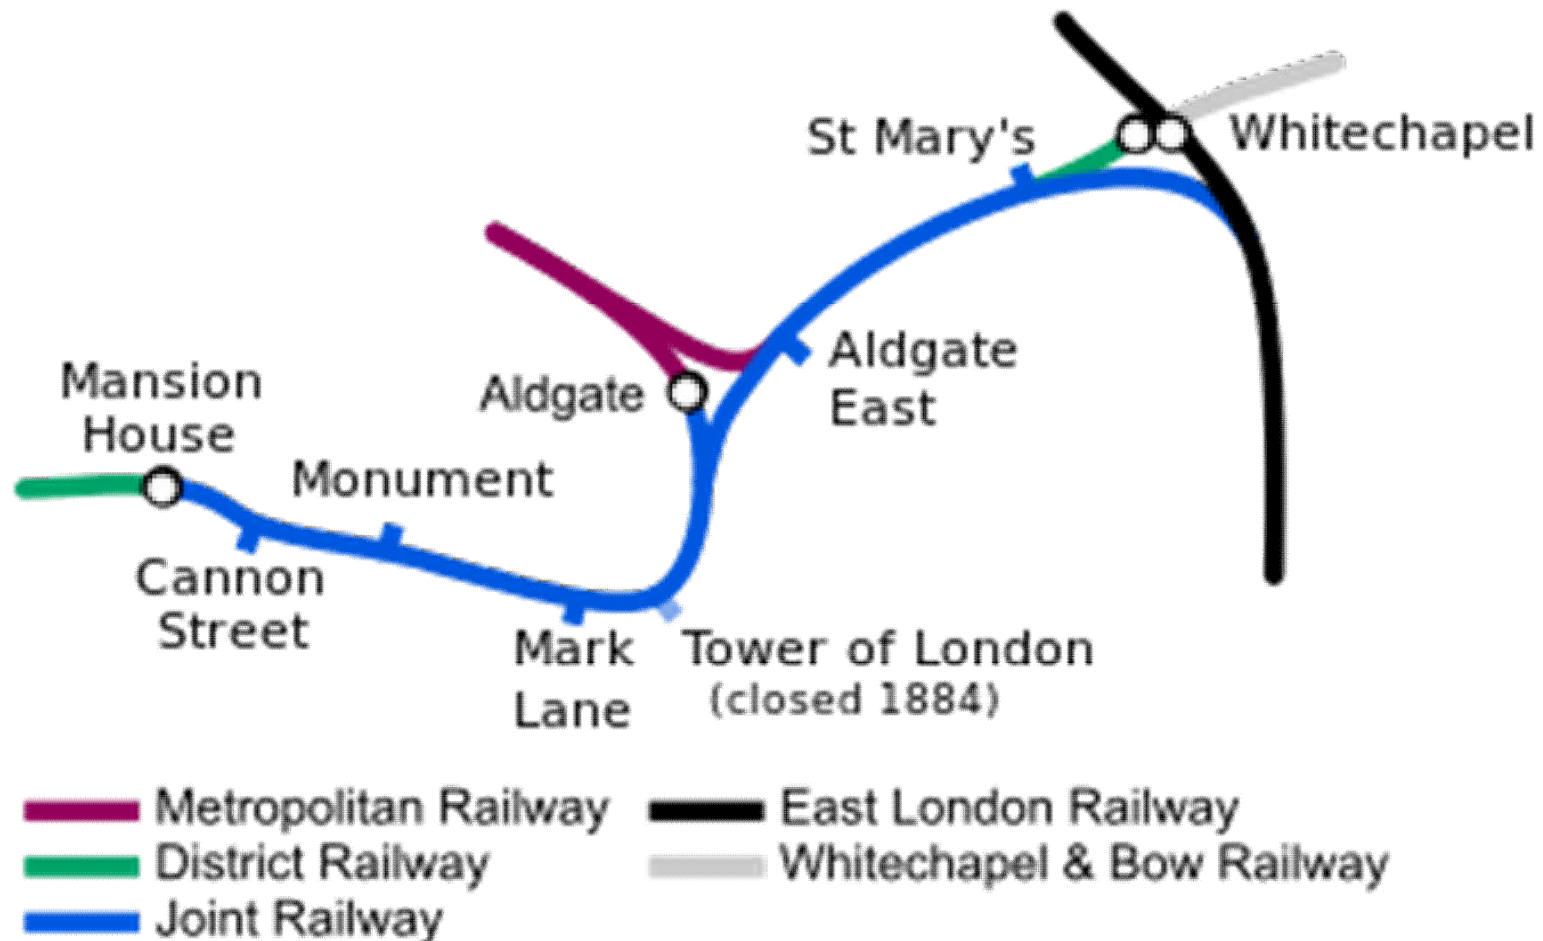 St Mary's
Whitechapel
Aldgate
East
Aldgate
Mansion
House
Monument
Cannon
Street
Mark
Lane
Tower of London
(closed 1884)
Metropolitan Railway
District Railway
Joint Railway
East London Railway
Whitechapel & Bow Railway